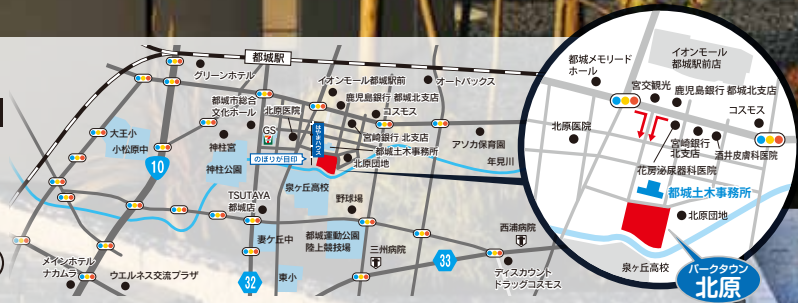 都城駅
グリーンホテル
イオンモール都城駅前
オートバックス
鹿児島銀行 都城北支店
コスモス
都城市総合
文化ホール
北原医院
GS
宮崎銀行 北支店
大王小
小松原中
神柱宮
都城土木事務所
アソカ保育園
のぼりが目印
北原団地
年見川
10
神柱公園
泉ヶ丘高校
TSUTAYA
都城店
野球場
妻ケ丘中
都城運動公園
陸上競技場
西浦病院
三州病院
メインホテル
ナカムラ
ウエルネス交流プラザ
32
東小
33
ディスカウント
ドラッグコスモス
イオンモール
都城駅前店
都城メモリード
ホール
宮交観光
鹿児島銀行 都城北支店
コスモス
北原医院
宮崎銀行
北支店
酒井皮膚科医院
花房泌尿器科医院
都城土木事務所
北原団地
泉ヶ丘高校
パークタウン
北原